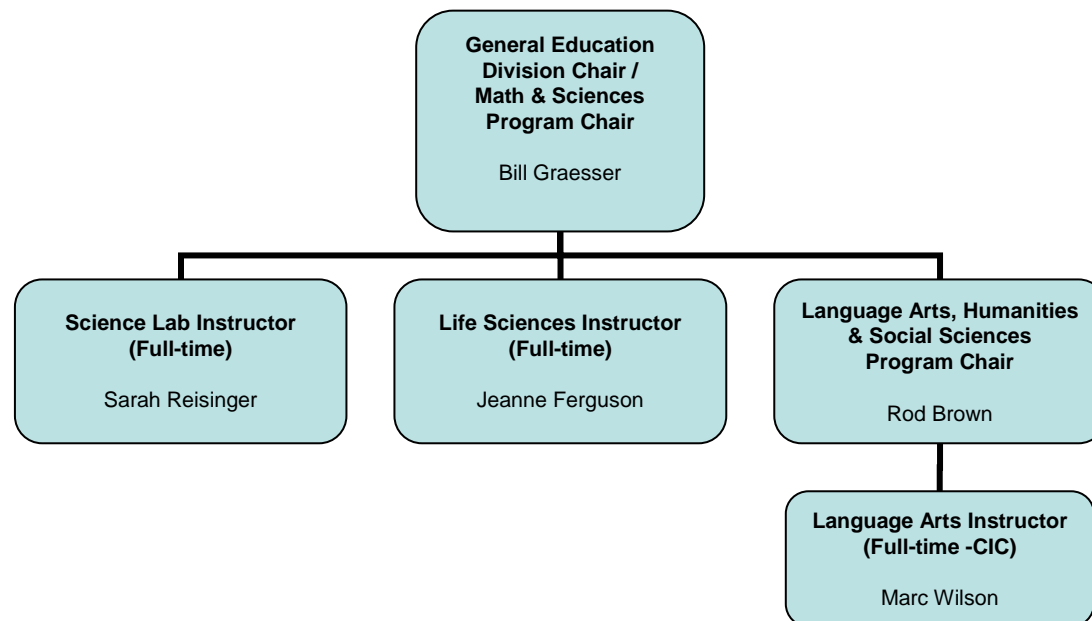 General Education
Division Chair /
Math & Sciences
Program Chair
Bill Graesser
Science Lab Instructor
(Full-time)
Sarah Reisinger
Life Sciences Instructor
(Full-time)
Jeanne Ferguson
Language Arts, Humanities
& Social Sciences
Program Chair
Rod Brown
Language Arts Instructor
(Full-time -CIC)
Marc Wilson